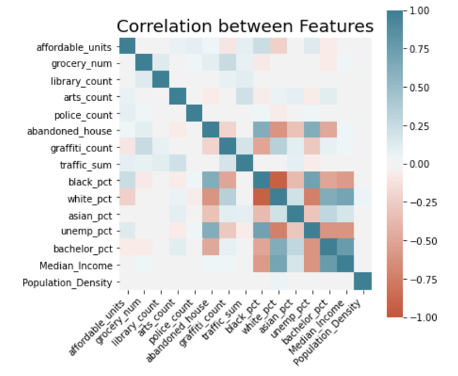 Correlation between Features
affordable_units
grocery_num
library_count
arts_count
police_count
abandoned_house
graffiti_count
traffic_sum
black_pct
white_pct
asian_pct
unemp_pct
bachelor_pct
Median_Income
Population_Density
affordable_units
grocery_num
library_count
arts_count
police_count
abandoned_house
graffiti_count
traffic_sum
black_pct
white_pct
asian_pct
unemp_pct
bachelor_pct
Median_Income
Population_Density
1.00
0.75
0.50
0.25
0.00
−0.25
−0.50
−0.75
−1.00